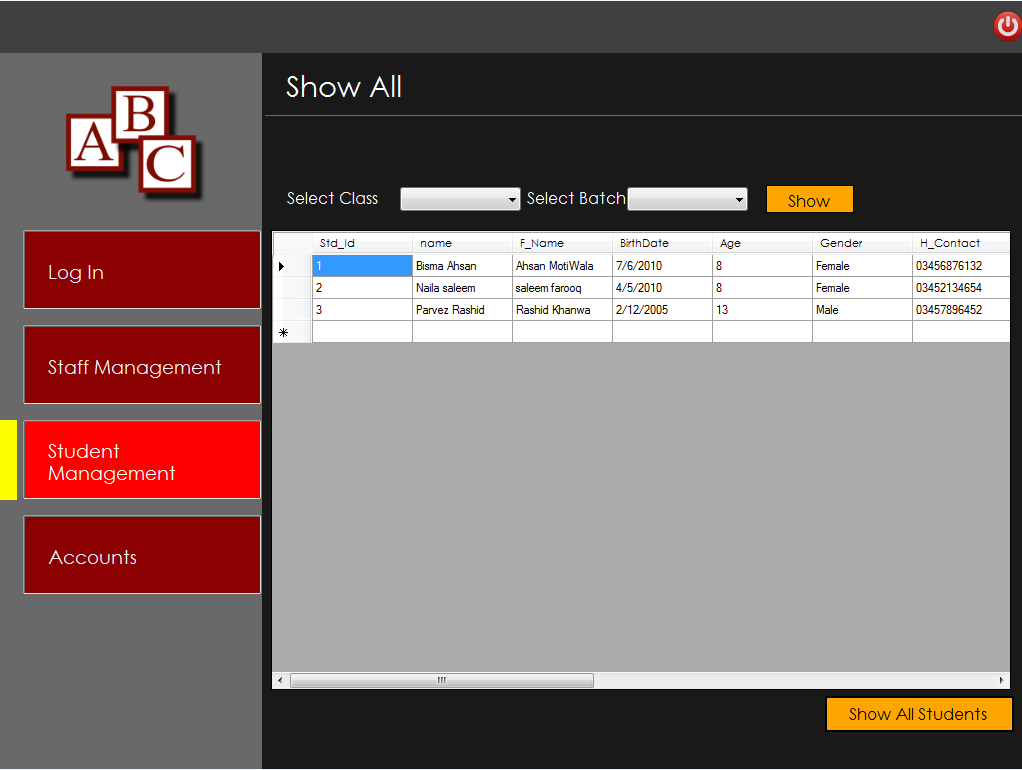 Show All
A B C
Select Class Select Batch Show
Std_Id name F_Name BirthDate Age Gender H_Contact
1 Bisma Ahsan Ahsan MotiWala 7/6/2010 8 Female 03456876132
2 Naila saleem saleem farooq 4/5/2010 8 Female 03452134654
3 Parvez Rashid Rashid Khanwa 2/12/2005 13 Male 03457896452
Log In
Staff Management
Student
Management
Accounts
Show All Students